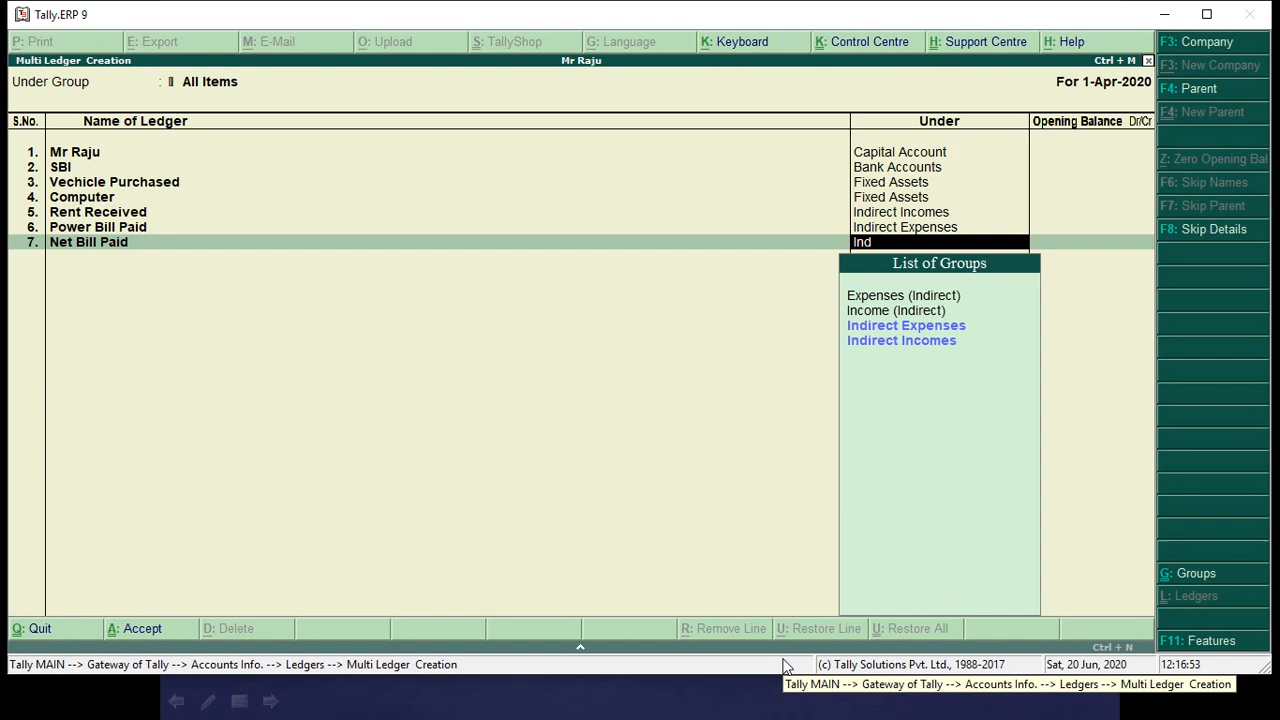 Tally.ERP 9
P: Print E: Export M: E-Mail O: Upload S: TallyShop G: Language K: Keyboard K: Control Centre H: Support Centre H: Help
Multi Ledger Creation Mr Raju Ctrl + M
Under Group : All Items For 1-Apr-2020
S.No. Name of Ledger Under Opening Balance Dr/Cr
1. Mr Raju Capital Account
2. SBI Bank Accounts
3. Vechicle Purchased Fixed Assets
4. Computer Fixed Assets
5. Rent Received Indirect Incomes
6. Power Bill Paid Indirect Expenses
7. Net Bill Paid Ind
List of Groups
Expenses (Indirect)
Income (Indirect)
Indirect Expenses
Indirect Incomes
F3: Company
F3: New Company
F4: Parent
F4: New Parent
Z: Zero Opening Bal
F6: Skip Names
F7: Skip Parent
F8: Skip Details
G: Groups
L: Ledgers
F11: Features
Q: Quit A: Accept D: Delete R: Remove Line U: Restore Line U: Restore All
Ctrl + N
Tally MAIN --> Gateway of Tally --> Accounts Info. --> Ledgers --> Multi Ledger Creation (c) Tally Solutions Pvt. Ltd., 1988-2017 Sat, 20 Jun, 2020 12:16:53
Tally MAIN --> Gateway of Tally --> Accounts Info. --> Ledgers --> Multi Ledger Creation